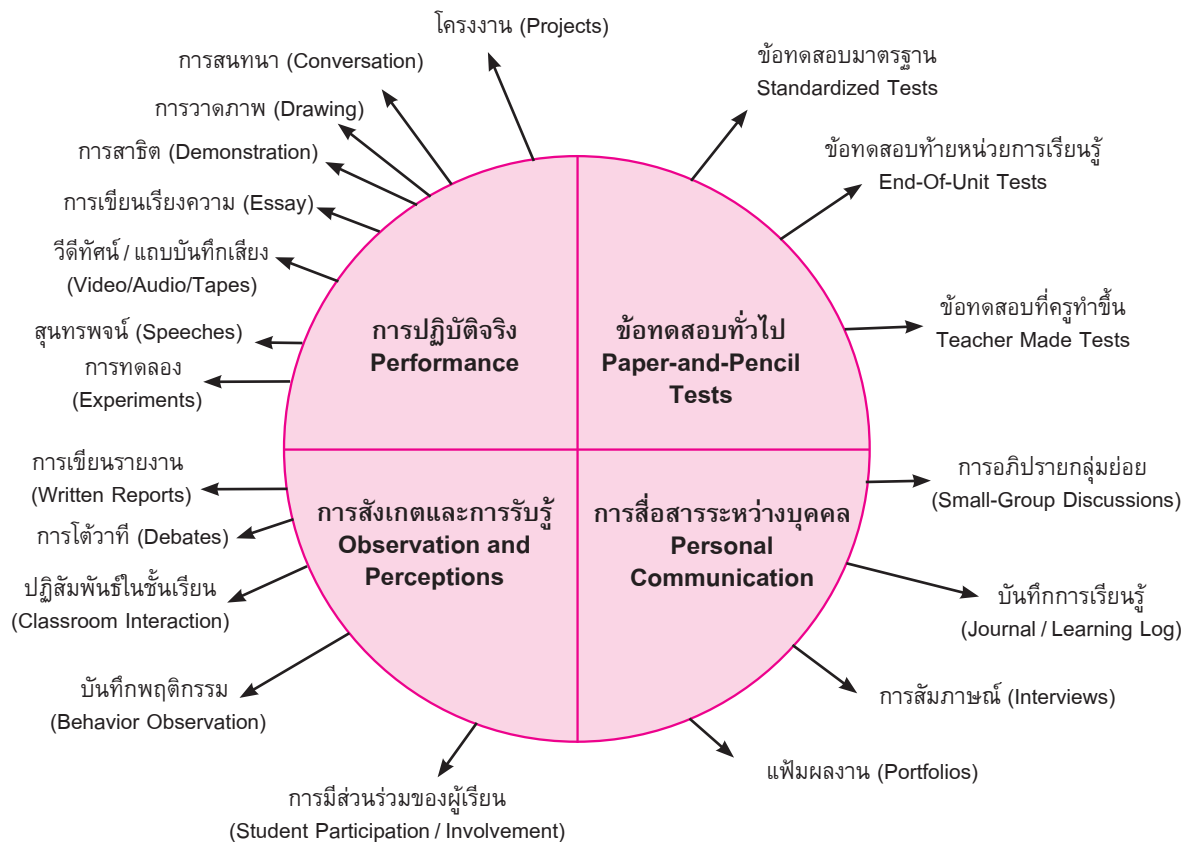 โครงงาน (Projects)
การสนทนา (Conversation)
การวาดภาพ (Drawing)
การสาธิต (Demonstration)
การเขียนเรียงความ (Essay)
วีดีทัศน์ / แถบบันทึกเสียง
(Video/Audio/Tapes)
สุนทรพจน์ (Speeches)
การทดลอง
(Experiments)
การปฏิบัติจริง
Performance
ข้อทดสอบมาตรฐาน
Standardized Tests
ข้อทดสอบท้ายหน่วยการเรียนรู้
End-Of-Unit Tests
ข้อทดสอบที่ครูทำขึ้น
Teacher Made Tests
ข้อทดสอบทั่วไป
Paper-and-Pencil
Tests
การเขียนรายงาน
(Written Reports)
การโต้วาที (Debates)
ปฏิสัมพันธ์ในชั้นเรียน
(Classroom Interaction)
บันทึกพฤติกรรม
(Behavior Observation)
การมีส่วนร่วมของผู้เรียน
(Student Participation / Involvement)
การสังเกตและการรับรู้
Observation and
Perceptions
การสื่อสารระหว่างบุคคล
Personal
Communication
การอภิปรายกลุ่มย่อย
(Small-Group Discussions)
บันทึกการเรียนรู้
(Journal / Learning Log)
การสัมภาษณ์ (Interviews)
แฟ้มผลงาน (Portfolios)